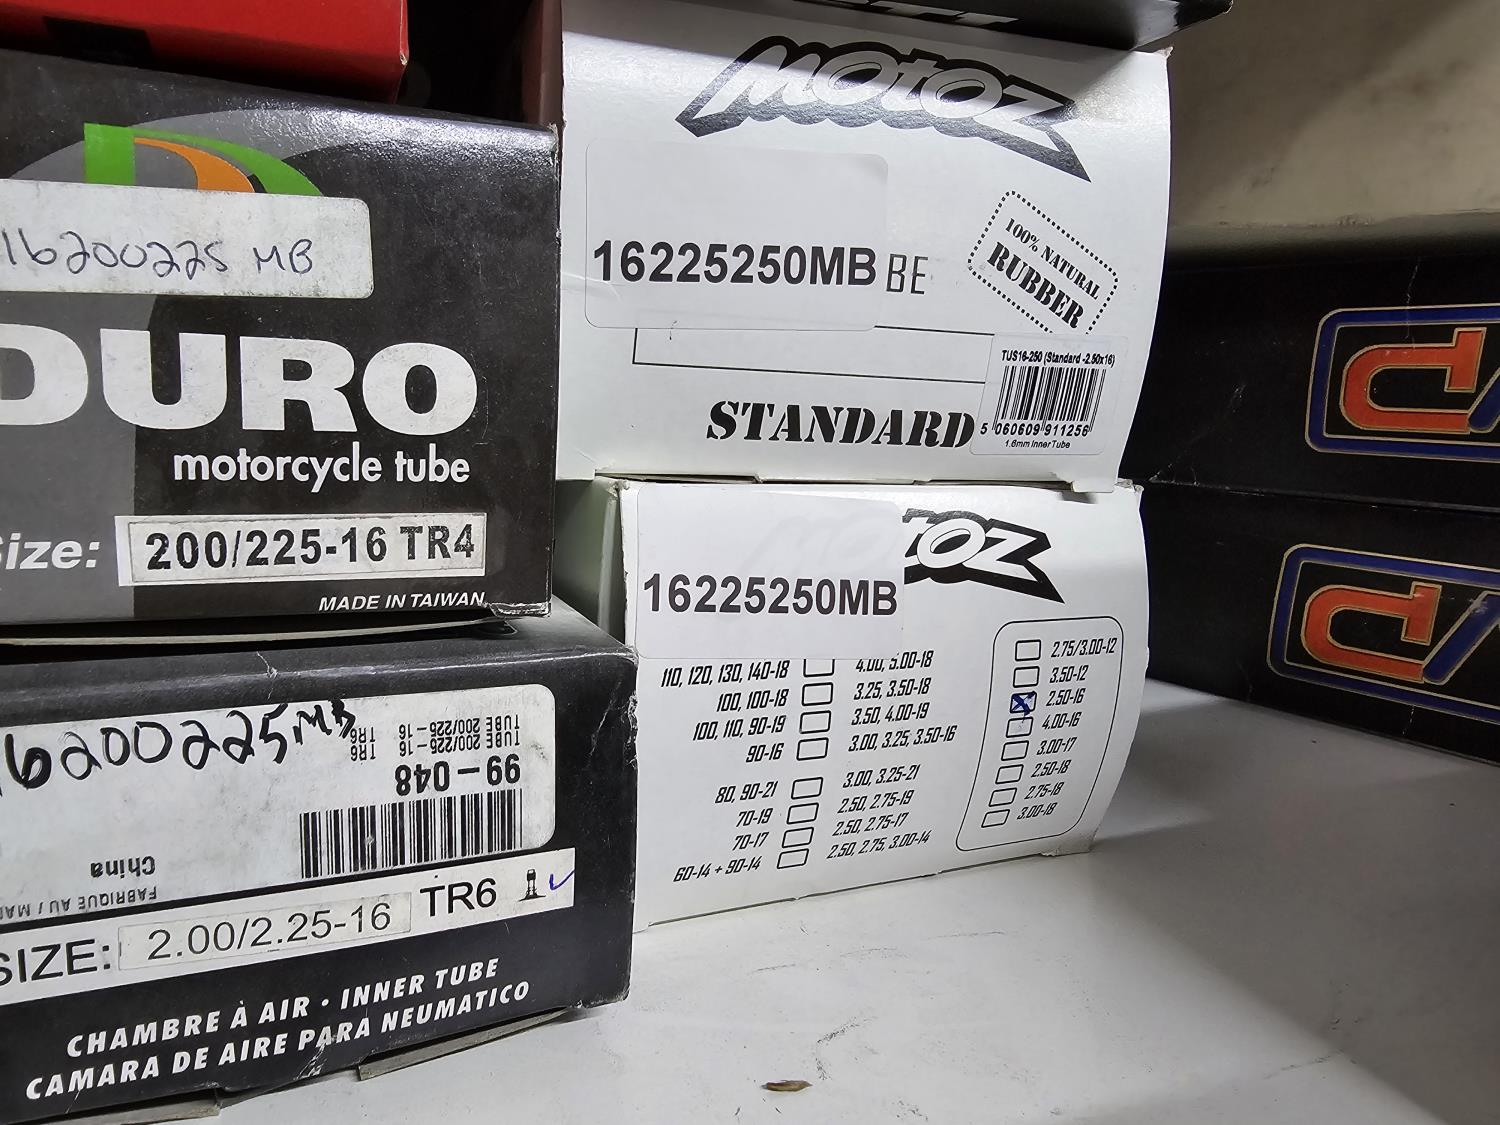 16200225 MB
DURO
motorcycle tube
Size:
200/225-16 TR4
MADE IN TAIWAN
16200225MB
TUBE 200/225-16
TR6
TUBE 200/225-16
TR6
99-048
China
SIZE:
2.00/2.25-16
TR6
CHAMBRE À AIR · INNER TUBE
CAMARA DE AIRE PARA NEUMATICO
MOTOZ
16225250MB BE
100% NATURAL
RUBBER
TUS16-250 (Standard -2.50x16)
5 060609 911256
1.6mm Inner Tube
STANDARD
MOTOZ
16225250MB
110, 120, 130, 140-18 4.00, 5.00-18
100, 100-18 3.25, 3.50-18
100, 110, 90-19 3.50, 4.00-19
90-16 3.00, 3.25, 3.50-16
80, 90-21 3.00, 3.25-21
70-19 2.50, 2.75-19
70-17 2.50, 2.75-17
60-14 + 90-14 2.50, 2.75, 3.00-14
2.75/3.00-12
3.50-12
2.50-16
4.00-16
3.00-17
2.50-18
2.75-18
3.00-18